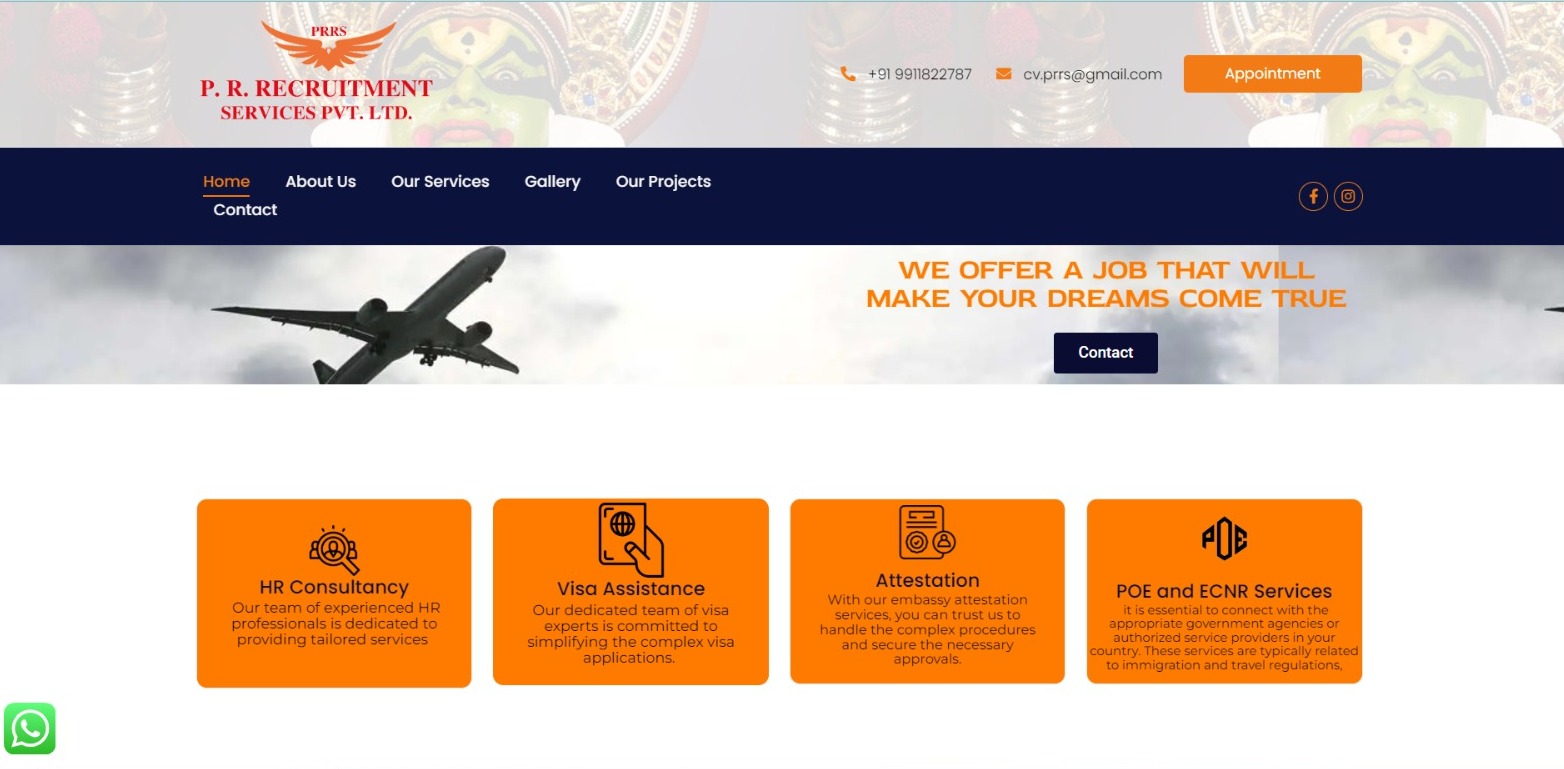 PRRS
P. R. RECRUITMENT
SERVICES PVT. LTD.
+91 9911822787
cv.prrs@gmail.com
Appointment
Home
About Us
Our Services
Gallery
Our Projects
Contact
WE OFFER A JOB THAT WILL
MAKE YOUR DREAMS COME TRUE
Contact
HR Consultancy
Our team of experienced HR
professionals is dedicated to
providing tailored services
Visa Assistance
Our dedicated team of visa
experts is committed to
simplifying the complex visa
applications.
Attestation
With our embassy attestation
services, you can trust us to
handle the complex procedures
and secure the necessary
approvals.
POE
POE and ECNR Services
it is essential to connect with the
appropriate government agencies or
authorized service providers in your
country. These services are typically related
to immigration and travel regulations,